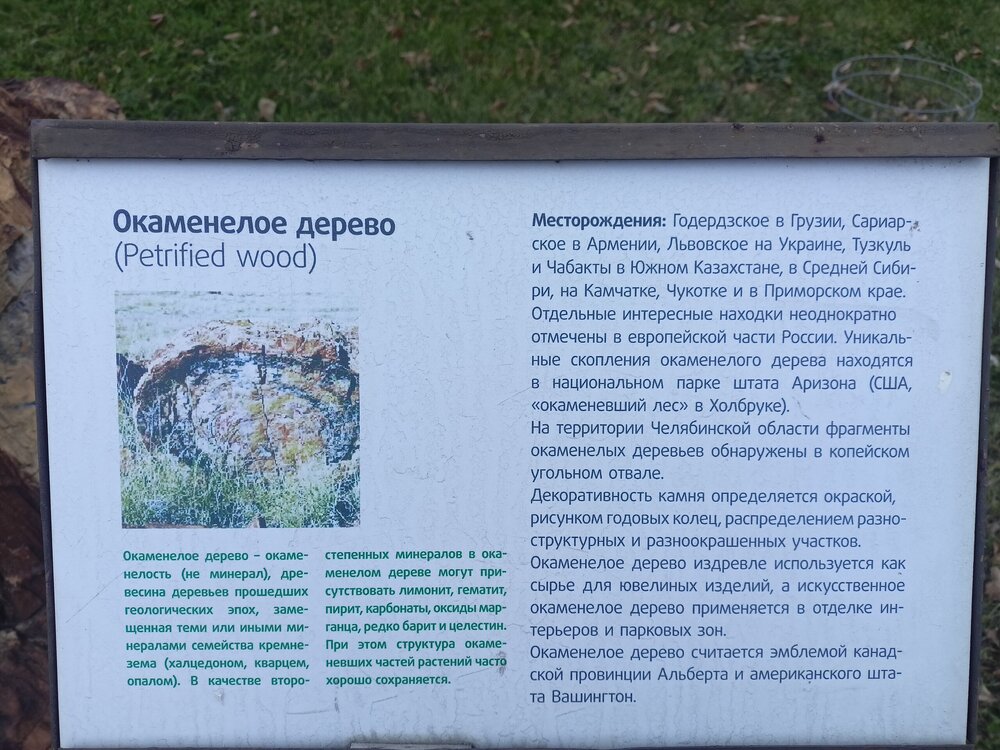 Окаменелое дерево
(Petrified wood)
Окаменелое дерево – окаме-
нелость (не минерал), дре-
весина деревьев прошедших
геологических эпох, заме-
щенная теми или иными ми-
нералами семейства кремне-
зема (халцедоном, кварцем,
опалом). В качестве второ-
степенных минералов в ока-
менелом дереве могут при-
сутствовать лимонит, гематит,
пирит, карбонаты, оксиды мар-
ганца, редко барит и целестин.
При этом структура окаме-
невших частей растений часто
хорошо сохраняется.
Месторождения: Годердзское в Грузии, Сариар-
ское в Армении, Львовское на Украине, Тузкуль
и Чабакты в Южном Казахстане, в Средней Сиби-
ри, на Камчатке, Чукотке и в Приморском крае.
Отдельные интересные находки неоднократно
отмечены в европейской части России. Уникаль-
ные скопления окаменелого дерева находятся
в национальном парке штата Аризона (США,
«окаменевший лес» в Холбруке).
На территории Челябинской области фрагменты
окаменелых деревьев обнаружены в копейском
угольном отвале.
Декоративность камня определяется окраской,
рисунком годовых колец, распределением разно-
структурных и разноокрашенных участков.
Окаменелое дерево издревле используется как
сырье для ювелиных изделий, а искусственное
окаменелое дерево применяется в отделке ин-
терьеров и парковых зон.
Окаменелое дерево считается эмблемой канад-
ской провинции Альберта и американского шта-
та Вашингтон.